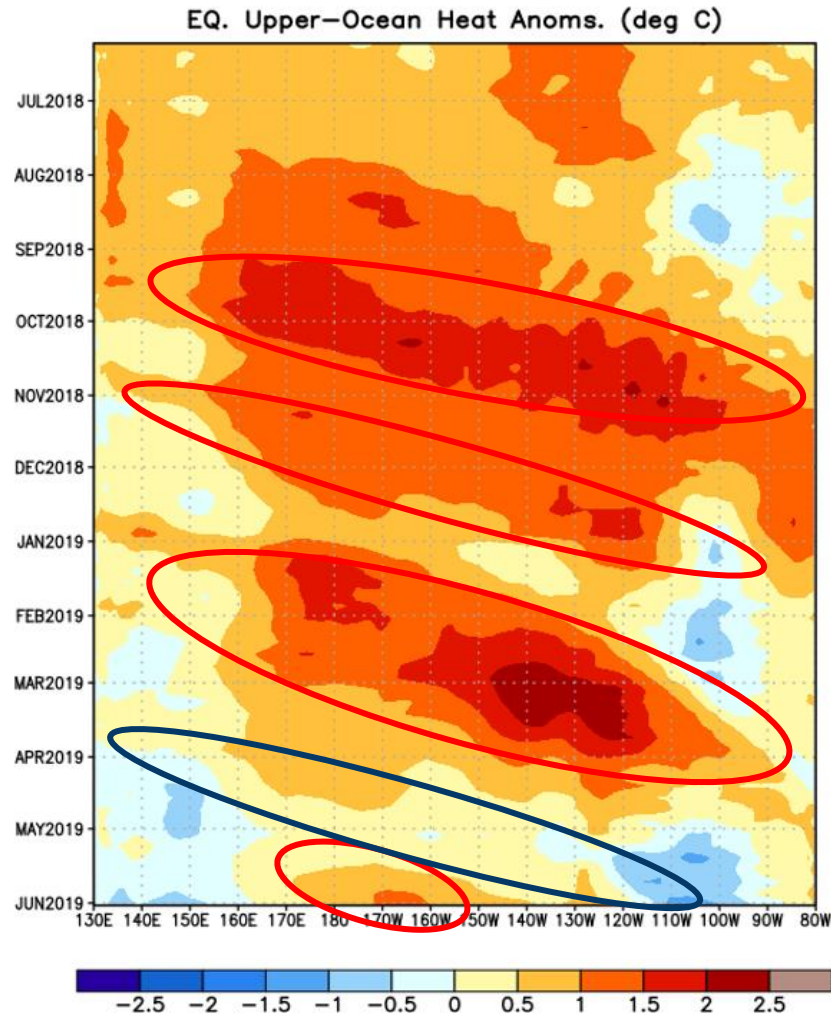 EQ. Upper-Ocean Heat Anoms. (deg C)
JUL2018
AUG2018
SEP2018
OCT2018
NOV2018
DEC2018
JAN2019
FEB2019
MAR2019
APR2019
MAY2019
JUN2019
130E 140E 150E 160E 170E 180 170W 160W 150W 140W 130W 120W 110W 100W 90W 80W
-2.5 -2 -1.5 -1 -0.5 0 0.5 1 1.5 2 2.5